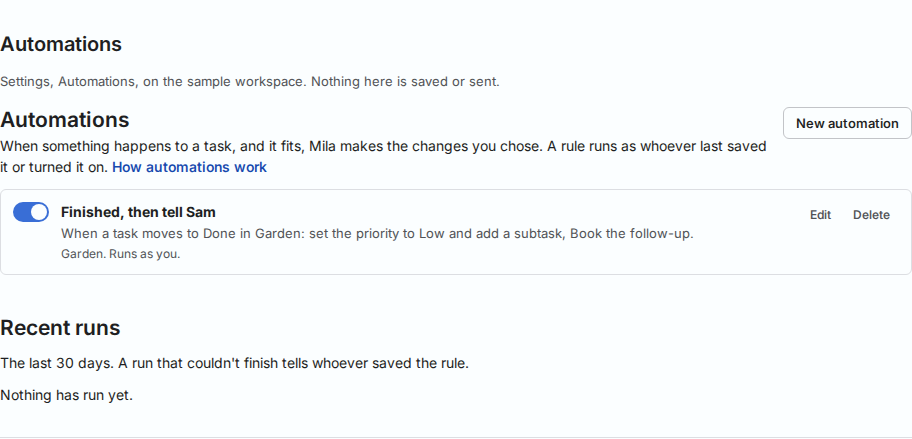 Automations
Settings, Automations, on the sample workspace. Nothing here is saved or sent.
Automations
New automation
When something happens to a task, and it fits, Mila makes the changes you chose. A rule runs as whoever last saved
it or turned it on. How automations work
Finished, then tell Sam
Edit Delete
When a task moves to Done in Garden: set the priority to Low and add a subtask, Book the follow-up.
Garden. Runs as you.
Recent runs
The last 30 days. A run that couldn't finish tells whoever saved the rule.
Nothing has run yet.